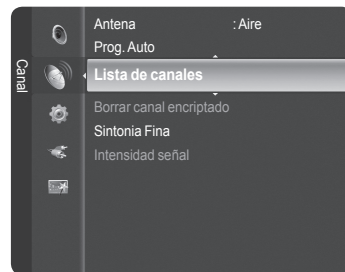 Canal
Antena : Aire
Prog. Auto
Lista de canales
Borrar canal encriptado
Sintonia Fina
Intensidad señal